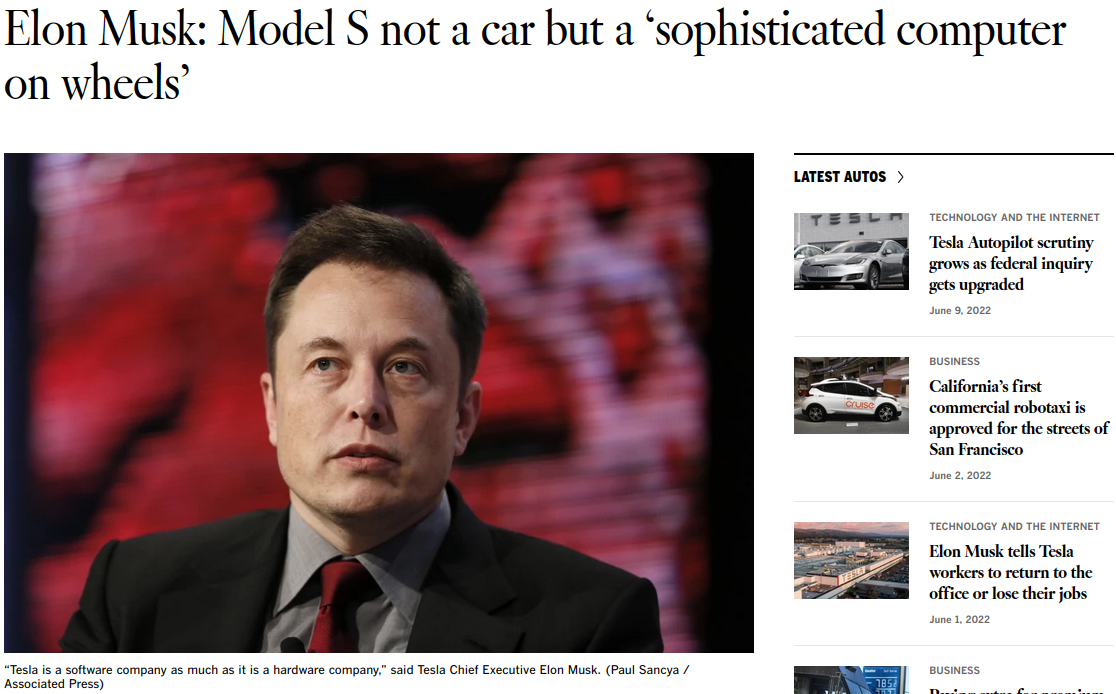 Elon Musk: Model S not a car but a ‘sophisticated computer
on wheels’
LATEST AUTOS
TESLA
TECHNOLOGY AND THE INTERNET
Tesla Autopilot scrutiny
grows as federal inquiry
gets upgraded
June 9, 2022
cruise
BUSINESS
California’s first
commercial robotaxi is
approved for the streets of
San Francisco
June 2, 2022
TESLA
TECHNOLOGY AND THE INTERNET
Elon Musk tells Tesla
workers to return to the
office or lose their jobs
June 1, 2022
BUSINESS
“Tesla is a software company as much as it is a hardware company,” said Tesla Chief Executive Elon Musk. (Paul Sancya /
Associated Press)